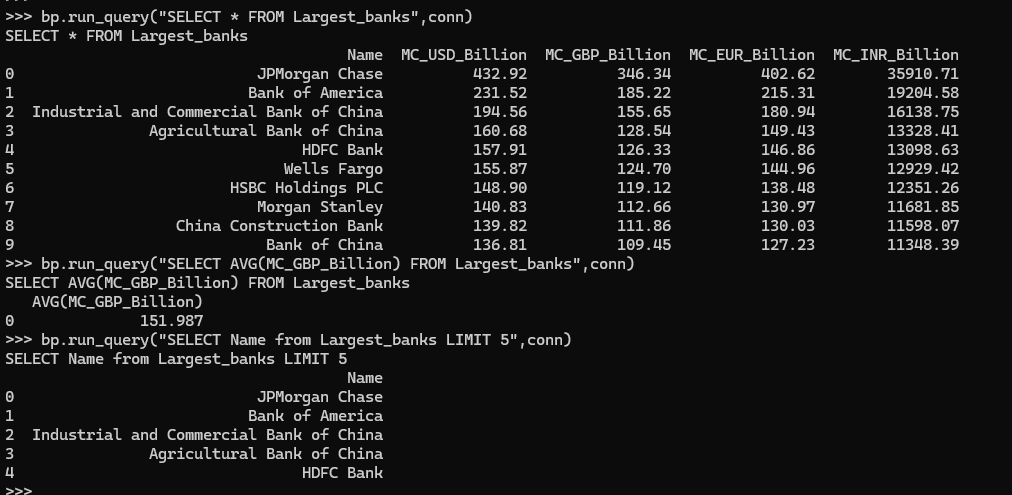 >>> bp.run_query("SELECT * FROM Largest_banks",conn)
SELECT * FROM Largest_banks
                                      Name  MC_USD_Billion  MC_GBP_Billion  MC_EUR_Billion  MC_INR_Billion
0                           JPMorgan Chase          432.92          346.34          402.62        35910.71
1                          Bank of America          231.52          185.22          215.31        19204.58
2  Industrial and Commercial Bank of China          194.56          155.65          180.94        16138.75
3               Agricultural Bank of China          160.68          128.54          149.43        13328.41
4                                HDFC Bank          157.91          126.33          146.86        13098.63
5                              Wells Fargo          155.87          124.70          144.96        12929.42
6                        HSBC Holdings PLC          148.90          119.12          138.48        12351.26
7                           Morgan Stanley          140.83          112.66          130.97        11681.85
8                  China Construction Bank          139.82          111.86          130.03        11598.07
9                            Bank of China          136.81          109.45          127.23        11348.39
>>> bp.run_query("SELECT AVG(MC_GBP_Billion) FROM Largest_banks",conn)
SELECT AVG(MC_GBP_Billion) FROM Largest_banks
   AVG(MC_GBP_Billion)
0              151.987
>>> bp.run_query("SELECT Name from Largest_banks LIMIT 5",conn)
SELECT Name from Largest_banks LIMIT 5
                                      Name
0                           JPMorgan Chase
1                          Bank of America
2  Industrial and Commercial Bank of China
3               Agricultural Bank of China
4                                HDFC Bank
>>>